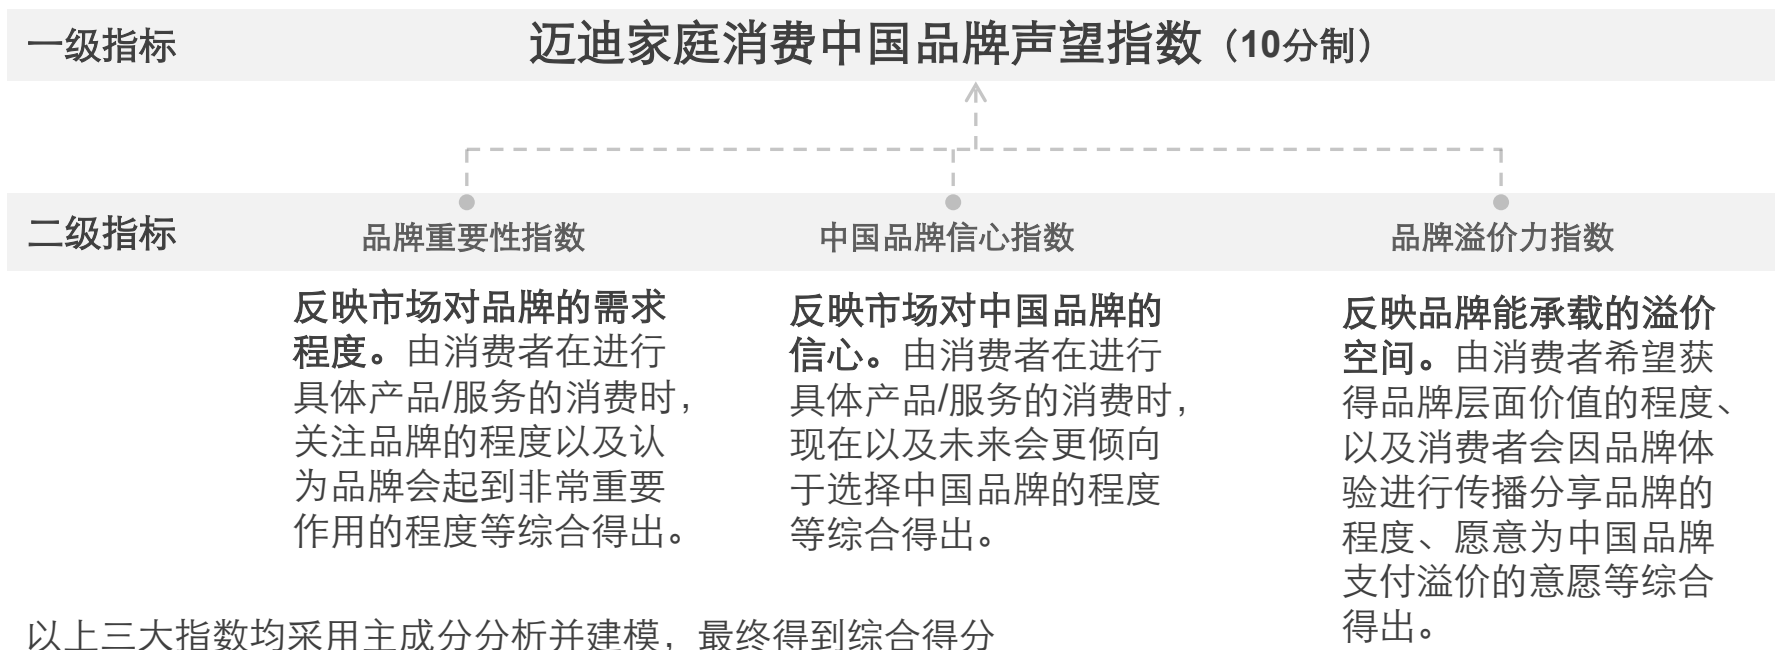 一级指标
迈迪家庭消费中国品牌声望指数（10分制）
二级指标
品牌重要性指数
中国品牌信心指数
品牌溢价力指数
反映市场对品牌的需求
程度。由消费者在进行
具体产品/服务的消费时，
关注品牌的程度以及认
为品牌会起到非常重要
作用的程度等综合得出。
反映市场对中国品牌的
信心。由消费者在进行
具体产品/服务的消费时，
现在以及未来会更倾向
于选择中国品牌的程度
等综合得出。
反映品牌能承载的溢价
空间。由消费者希望获
得品牌层面价值的程度、
以及消费者会因品牌体
验进行传播分享品牌的
程度、愿意为中国品牌
支付溢价的意愿等综合
得出。
以上三大指数均采用主成分分析并建模，最终得到综合得分